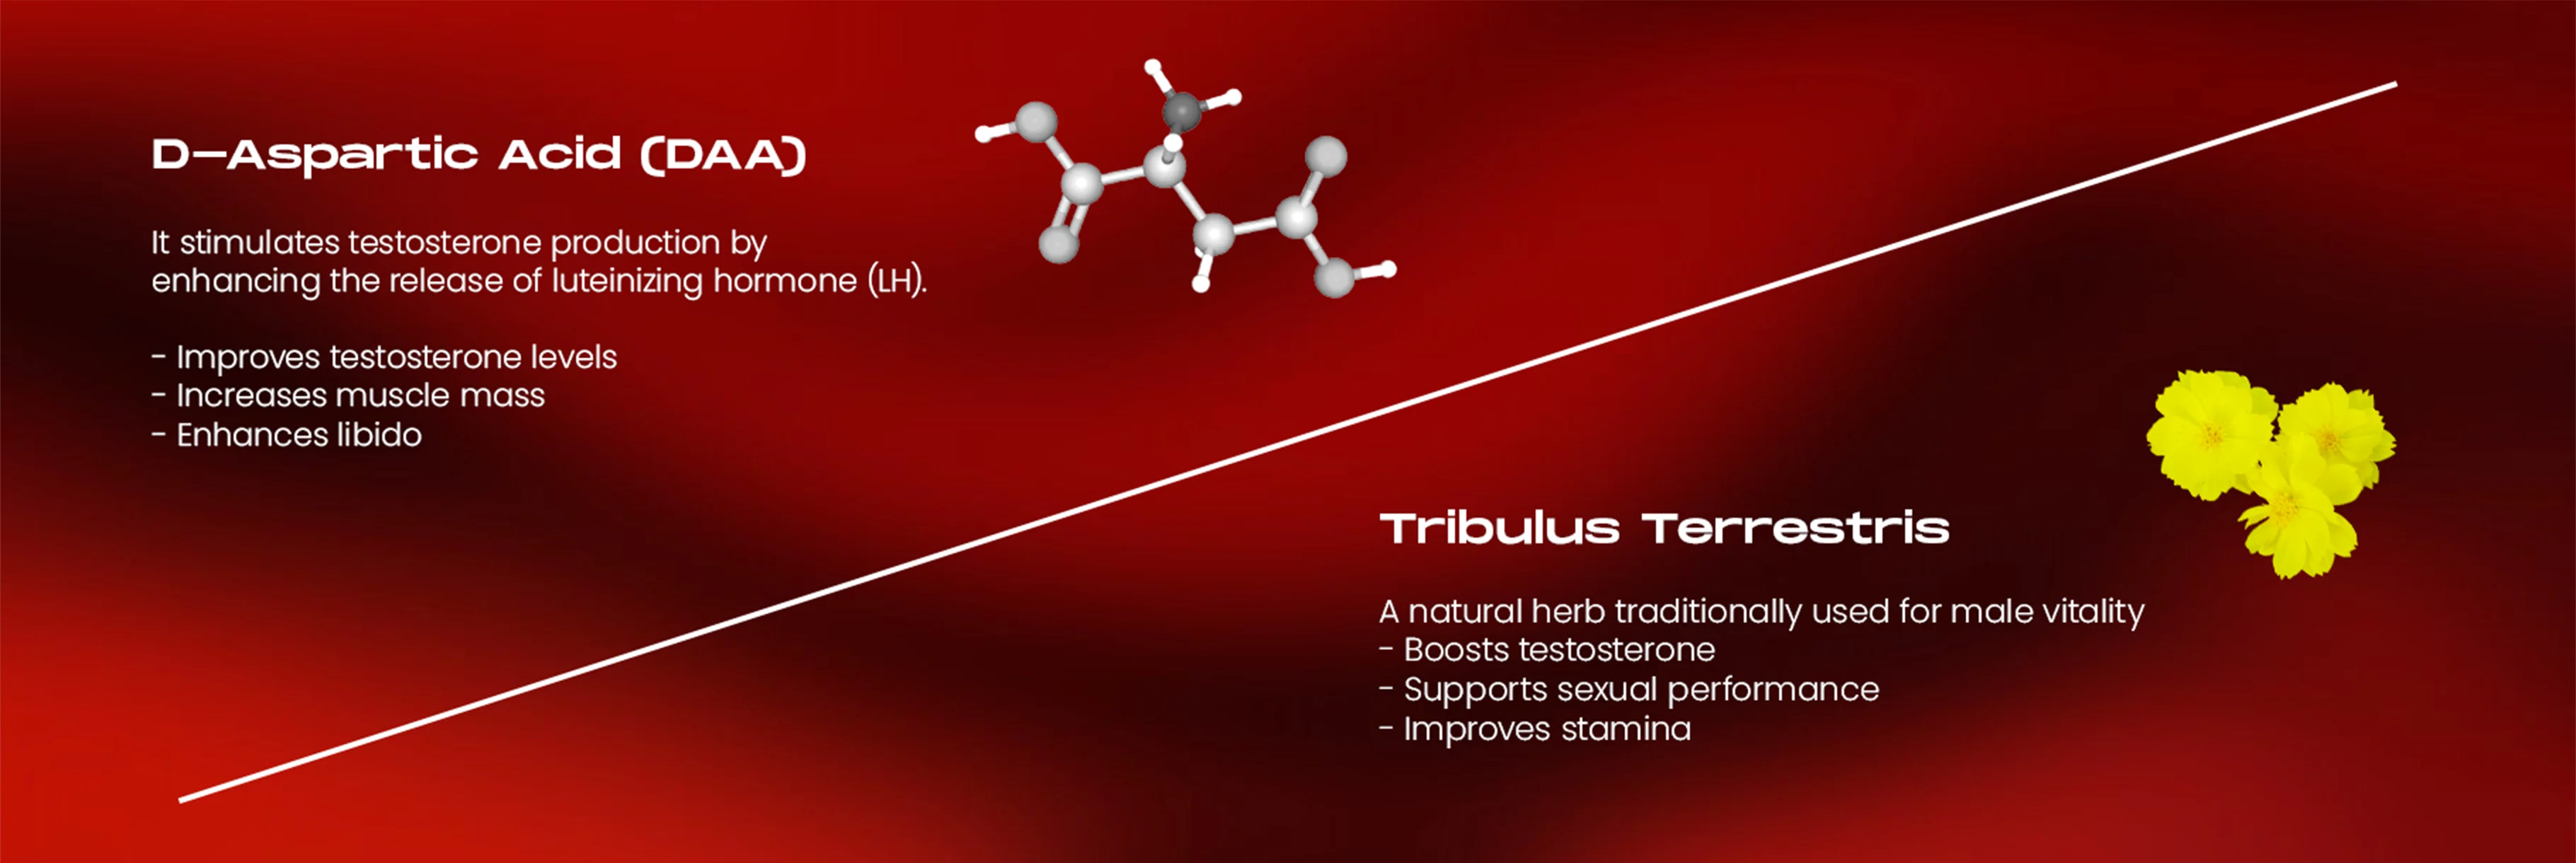 D-Aspartic Acid (DAA)
It stimulates testosterone production by
enhancing the release of luteinizing hormone (LH).
- Improves testosterone levels
- Increases muscle mass
- Enhances libido
Tribulus Terrestris
A natural herb traditionally used for male vitality
- Boosts testosterone
- Supports sexual performance
- Improves stamina